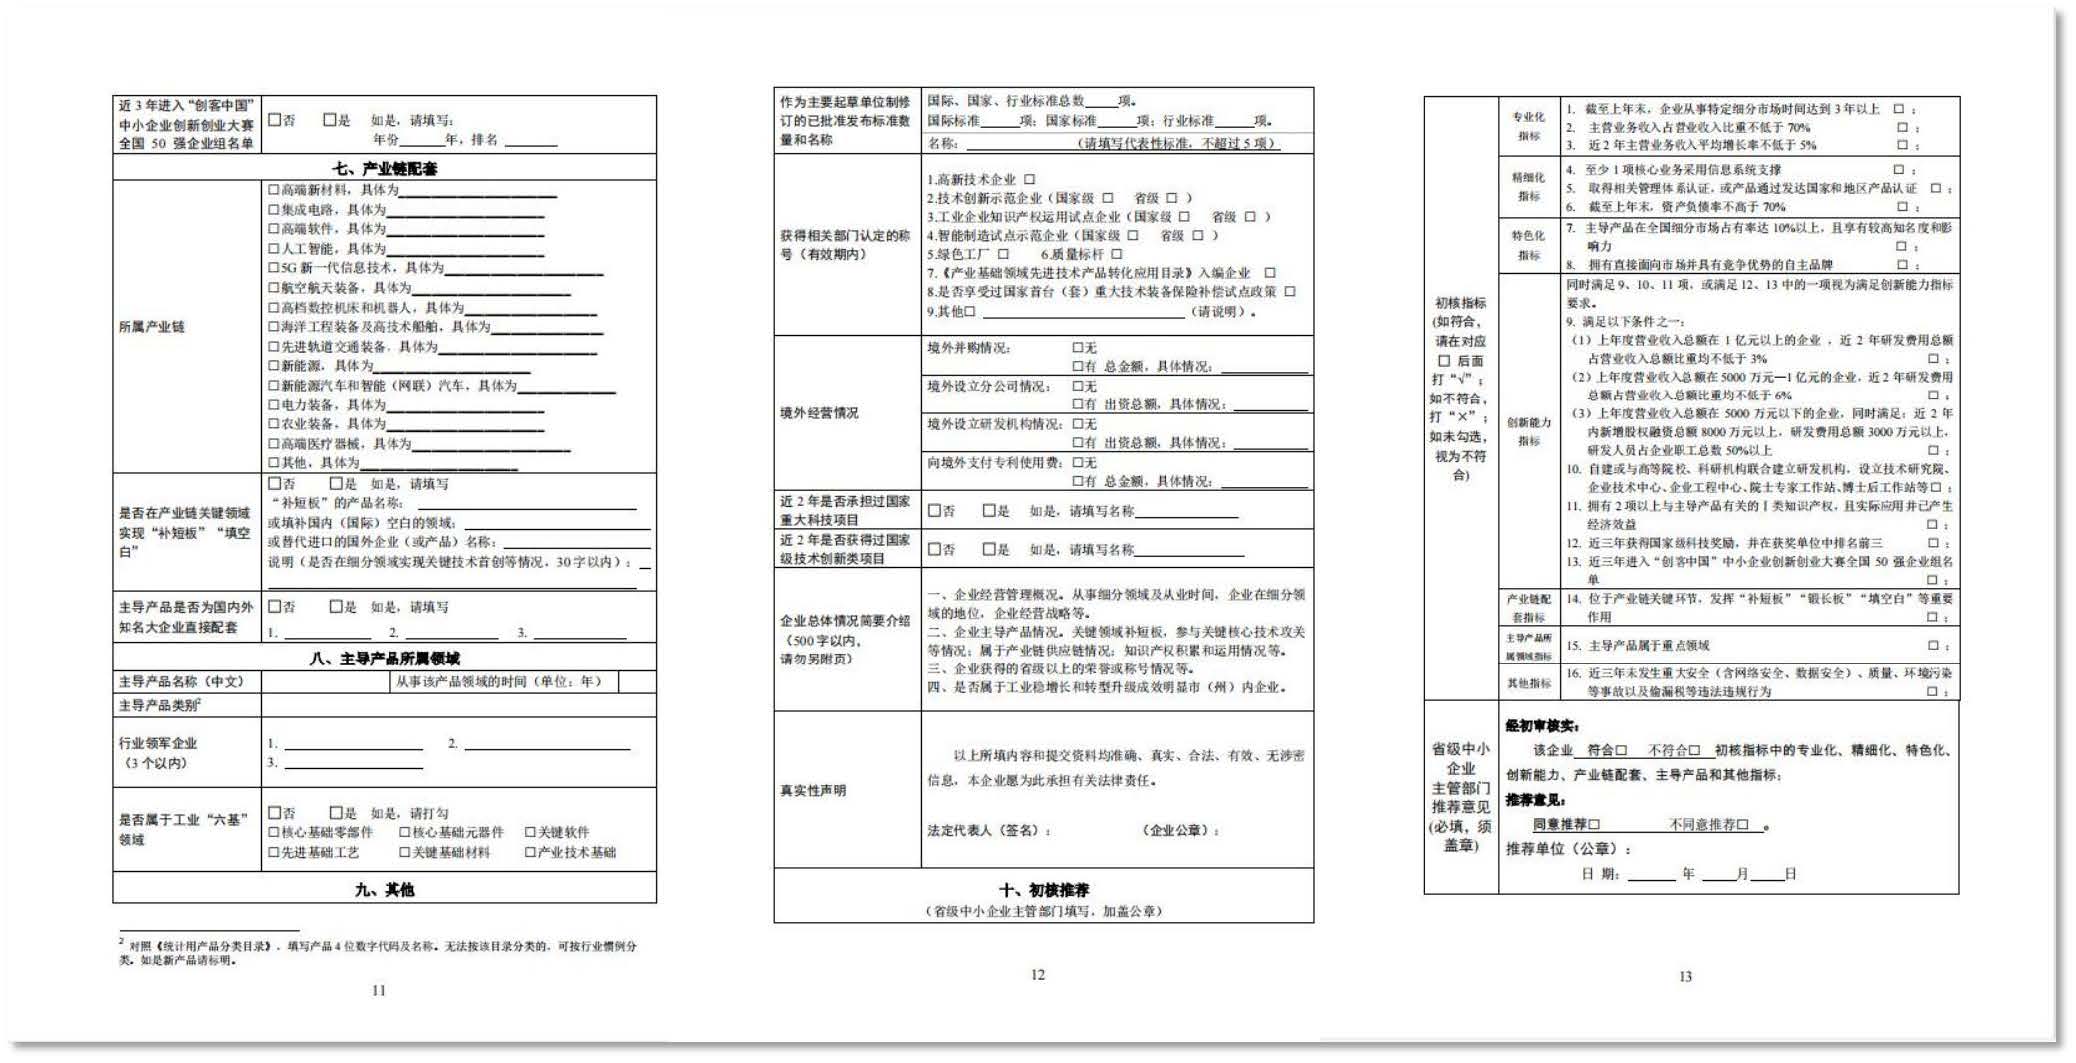 近 3 年进入“创客中国”
中小企业创新创业大赛
全国 50 强企业组名单
□否 □是 如是，请填写：
年份______年，排名 ______
七、产业链配套
所属产业链
□高端新材料，具体为______
□集成电路，具体为______
□高端软件，具体为______
□人工智能，具体为______
□5G 新一代信息技术，具体为______
□航空航天装备，具体为______
□高档数控机床和机器人，具体为______
□海洋工程装备及高技术船舶，具体为______
□先进轨道交通装备，具体为______
□新能源，具体为______
□新能源汽车和智能（网联）汽车，具体为______
□电力装备，具体为______
□农业装备，具体为______
□高端医疗器械，具体为______
□其他，具体为______
是否在产业链关键领域
实现“补短板”“填空
白”
□否 □是 如是，请填写
“补短板”的产品名称：______
或填补国内（国际）空白的领域：______
或替代进口的国外企业（或产品）名称：______
说明（是否在细分领域实现关键技术首创等情况，30 字以内）：______
主导产品是否为国内外
知名大企业直接配套
□否 □是 如是，请填写
1. ______ 2. ______ 3. ______
八、主导产品所属领域
主导产品名称（中文） 从事该产品领域的时间（单位：年）
主导产品类别2
行业领军企业
（3 个以内）
1. ______ 2. ______
3. ______
是否属于工业“六基”
领域
□否 □是 如是，请打勾
□核心基础零部件 □核心基础元器件 □关键软件
□先进基础工艺 □关键基础材料 □产业技术基础
九、其他
2 对照《统计用产品分类目录》，填写产品 4 位数字代码及名称。无法按该目录分类的，可按行业惯例分
类。如是新产品请标明。
11
作为主要起草单位制修
订的已批准发布标准数
量和名称
国际、国家、行业标准总数____项。
国际标准____项；国家标准____项；行业标准____项。
名称：______（请填写代表性标准，不超过 5 项）
获得相关部门认定的称
号（有效期内）
1.高新技术企业 □
2.技术创新示范企业（国家级 □ 省级 □ ）
3.工业企业知识产权运用试点企业（国家级 □ 省级 □ ）
4.智能制造试点示范企业（国家级 □ 省级 □ ）
5.绿色工厂 □ 6.质量标杆 □
7.《产业基础领域先进技术产品转化应用目录》入编企业 □
8.是否享受过国家首台（套）重大技术装备保险补偿试点政策 □
9.其他□ ______（请说明）。
境外经营情况
境外并购情况： □无
□有 总金额，具体情况：______
境外设立分公司情况： □无
□有 出资总额，具体情况：______
境外设立研发机构情况：□无
□有 出资总额，具体情况：______
向境外支付专利使用费：□无
□有 总金额，具体情况：______
近 2 年是否承担过国家
重大科技项目
□否 □是 如是，请填写名称______
近 2 年是否获得过国家
级技术创新类项目
□否 □是 如是，请填写名称______
企业总体情况简要介绍
（500 字以内，
请勿另附页）
一、企业经营管理概况。从事细分领域及从业时间，企业在细分领
域的地位，企业经营战略等。
二、企业主导产品情况。关键领域补短板，参与关键核心技术攻关
等情况；属于产业链供应链情况；知识产权积累和运用情况等。
三、企业获得的省级以上的荣誉或称号情况等。
四、是否属于工业稳增长和转型升级成效明显市（州）内企业。
真实性声明
以上所填内容和提交资料均准确、真实、合法、有效、无涉密
信息，本企业愿为此承担有关法律责任。
法定代表人（签名）： （企业公章）：
十、初核推荐
（省级中小企业主管部门填写，加盖公章）
12
初核指标
(如符合，
请在对应
□ 后面
打“√”；
如不符合，
打“×”；
如未勾选，
视为不符
合)
专业化
指标
1. 截至上年末，企业从事特定细分市场时间达到 3 年以上 □；
2. 主营业务收入占营业收入比重不低于 70% □；
3. 近 2 年主营业务收入平均增长率不低于 5% □；
精细化
指标
4. 至少 1 项核心业务采用信息系统支撑 □；
5. 取得相关管理体系认证，或产品通过发达国家和地区产品认证 □；
6. 截至上年末，资产负债率不高于 70% □；
特色化
指标
7. 主导产品在全国细分市场占有率达 10%以上，且享有较高知名度和影
响力 □；
8. 拥有直接面向市场并具有竞争优势的自主品牌 □；
创新能力
指标
同时满足 9、10、11 项，或满足 12、13 中的一项视为满足创新能力指标
要求。
9. 满足以下条件之一：
（1）上年度营业收入总额在 1 亿元以上的企业，近 2 年研发费用总额
占营业收入总额比重均不低于 3% □；
（2）上年度营业收入总额在 5000 万元—1 亿元的企业，近 2 年研发费用
总额占营业收入总额比重均不低于 6% □；
（3）上年度营业收入总额在 5000 万元以下的企业，同时满足：近 2 年
内新增股权融资总额 8000 万元以上，研发费用总额 3000 万元以上，
研发人员占企业职工总数 50%以上 □；
10. 自建或与高等院校、科研机构联合建立研发机构，设立技术研究院、
企业技术中心、企业工程中心、院士专家工作站、博士后工作站等□；
11. 拥有 2 项以上与主导产品有关的Ⅰ类知识产权，且实际应用并已产生
经济效益 □；
12. 近三年获得国家级科技奖励，并在获奖单位中排名前三 □；
13. 近三年进入“创客中国”中小企业创新创业大赛全国 50 强企业组名
单 □；
产业链配
套指标
14. 位于产业链关键环节，发挥“补短板”“锻长板”“填空白”等重要
作用 □；
主导产品所
属领域指标
15. 主导产品属于重点领域 □；
其他指标
16. 近三年未发生重大安全（含网络安全、数据安全）、质量、环境污染
等事故以及偷漏税等违法违规行为 □；
省级中小
企业
主管部门
推荐意见
(必填，须
盖章)
经初审核实：
该企业 符合□ 不符合□ 初核指标中的专业化、精细化、特色化、
创新能力、产业链配套、主导产品和其他指标；
推荐意见：
同意推荐□ 不同意推荐□ 。
推荐单位（公章）：
日 期：____ 年 ____月____日
13